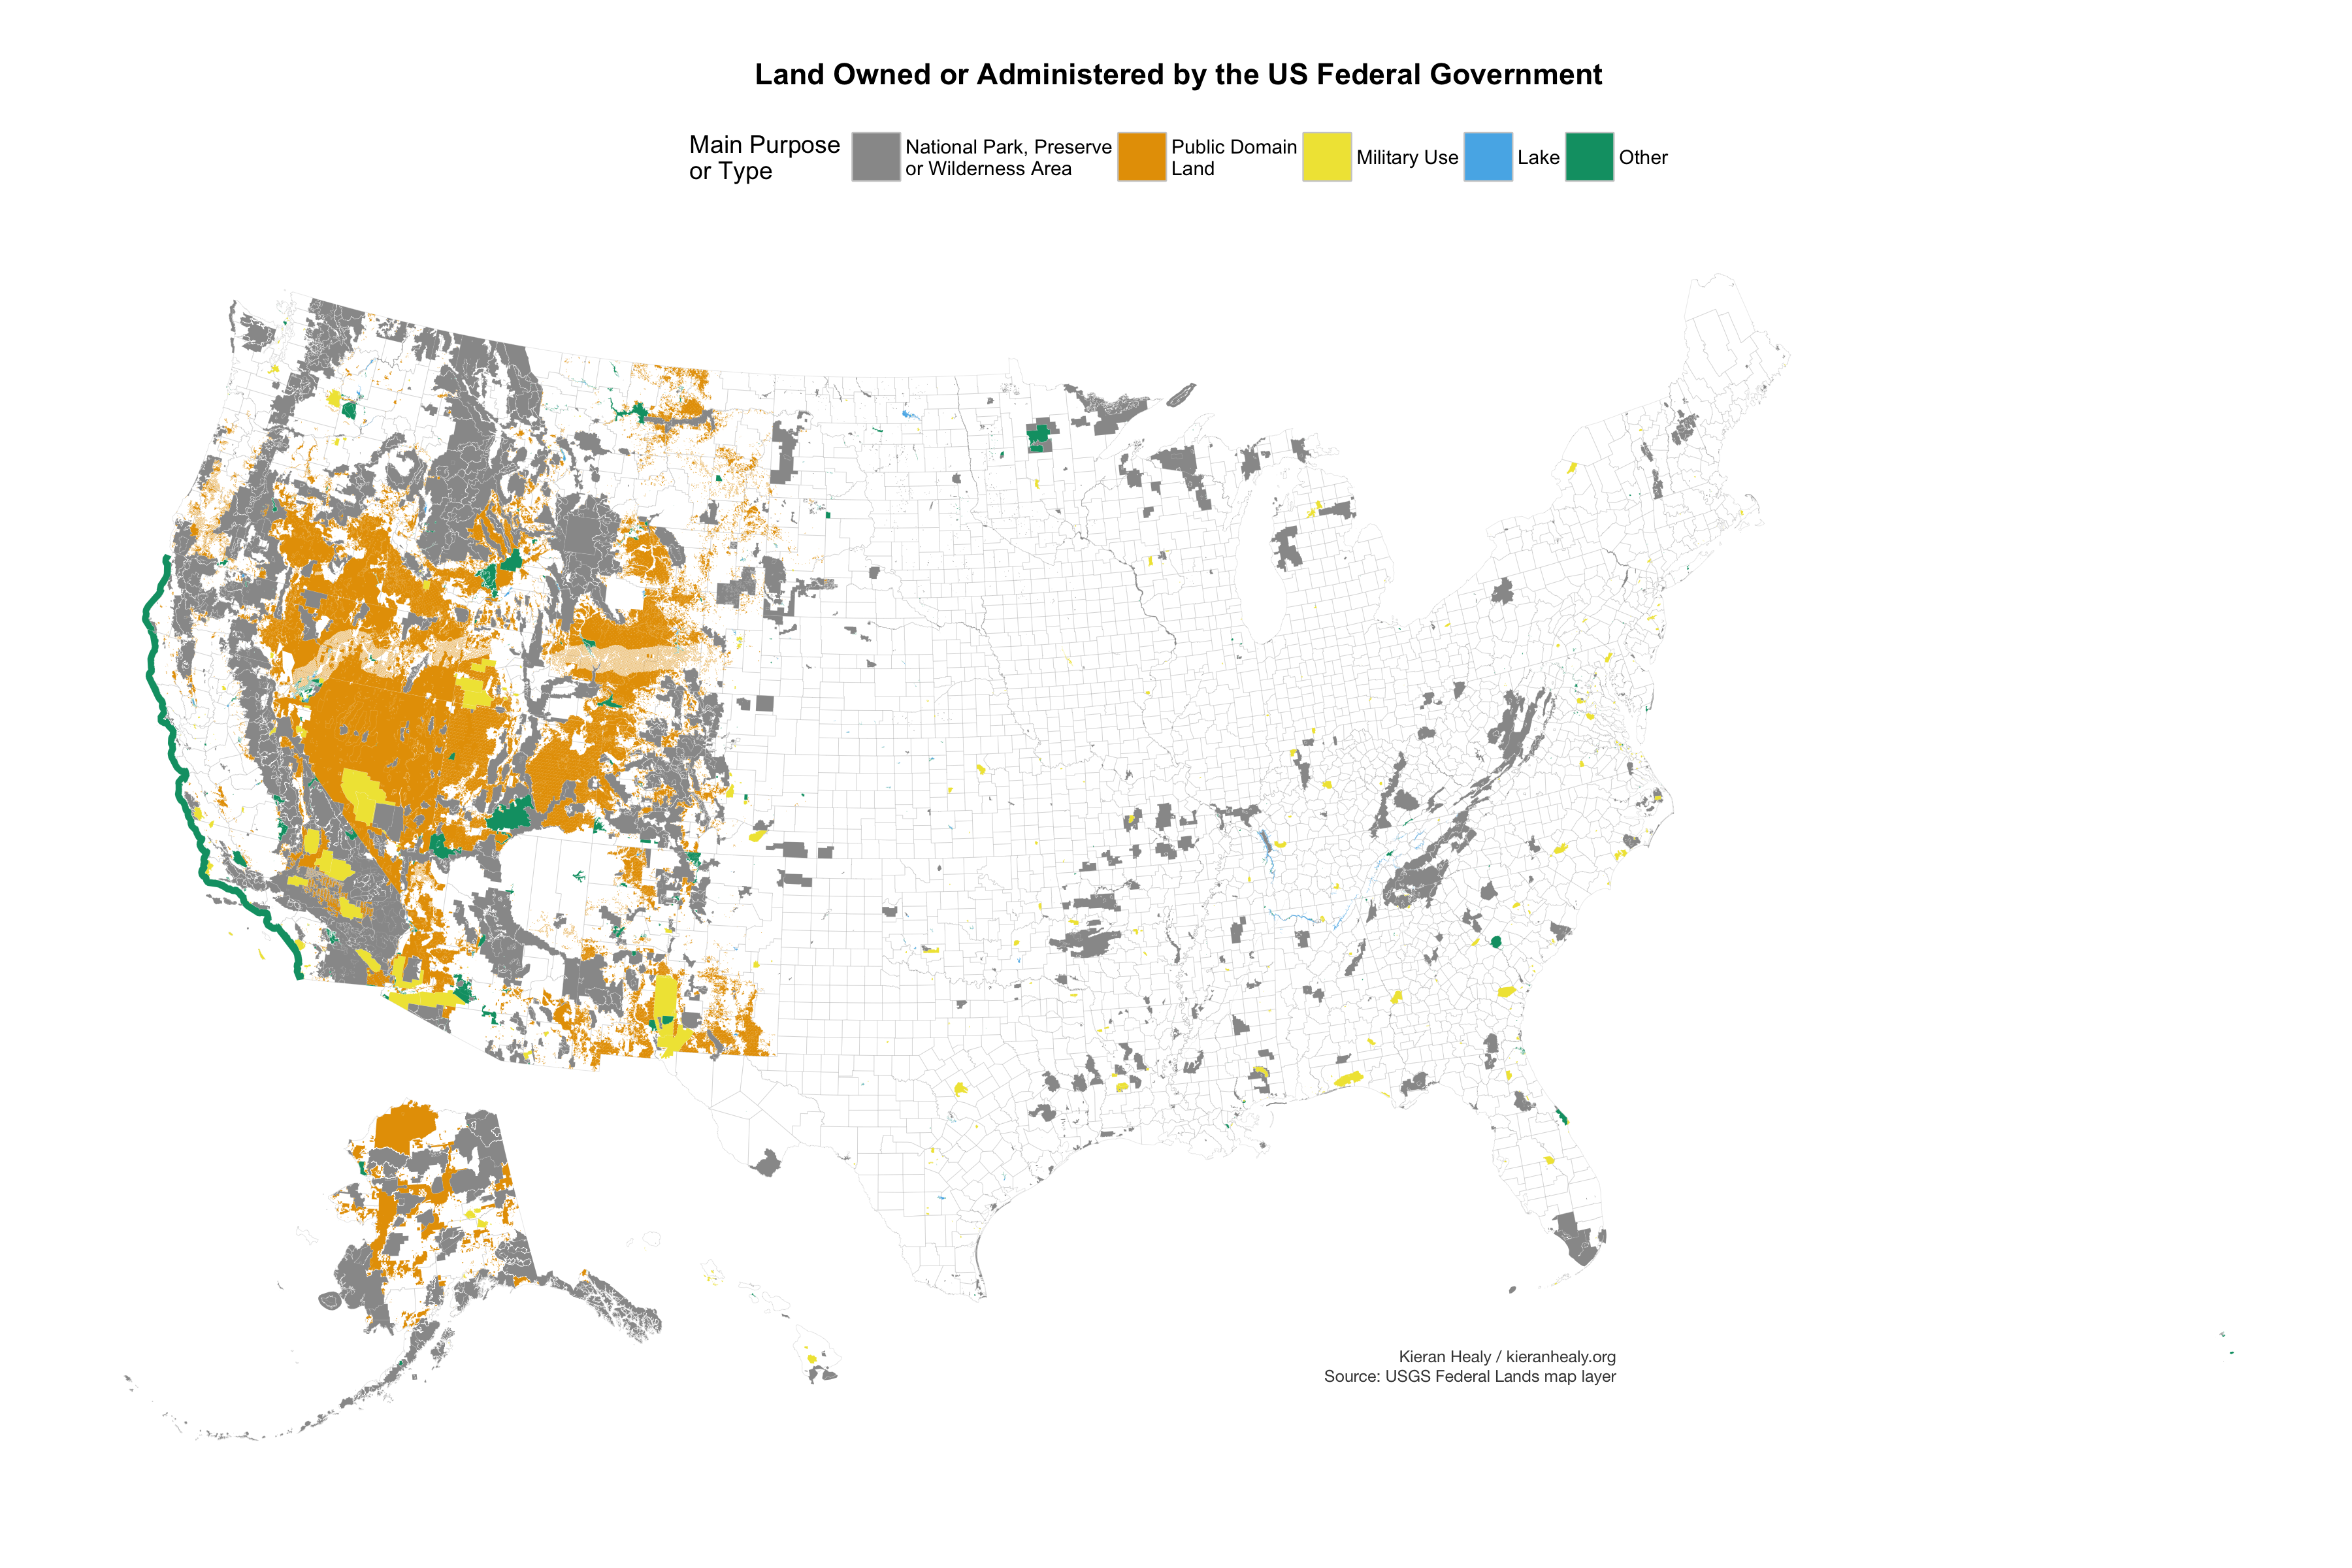 Land Owned or Administered by the US Federal Government
Main Purpose
or Type
National Park, Preserve
or Wilderness Area
Public Domain
Land
Military Use
Lake
Other
Kieran Healy / kieranhealy.org
Source: USGS Federal Lands map layer